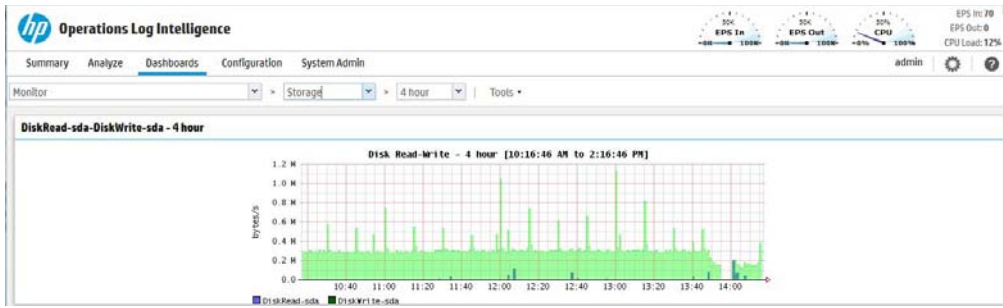 hp Operations Log Intelligence
EPS In
EPS Out
CPU
EPS In: 70
EPS Out: 0
CPU Load: 12%
Summary Analyze Dashboards Configuration System Admin admin
Monitor > Storage > 4 hour | Tools
DiskRead-sda-DiskWrite-sda - 4 hour
Disk Read-Write - 4 hour [10:16:46 AM to 2:16:46 PM]
1.2 M
1.0 M
0.8 M
0.6 M
0.4 M
0.2 M
0.0
bytes/s
10:40 11:00 11:20 11:40 12:00 12:20 12:40 13:00 13:20 13:40 14:00
DiskRead-sda DiskWrite-sda